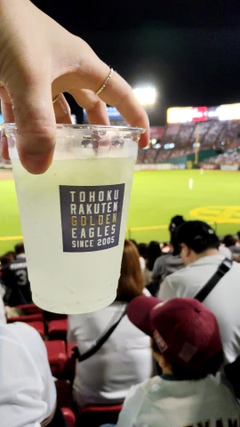 TOHOKU
RAKUTEN
GOLDEN
EAGLES
SINCE 2005